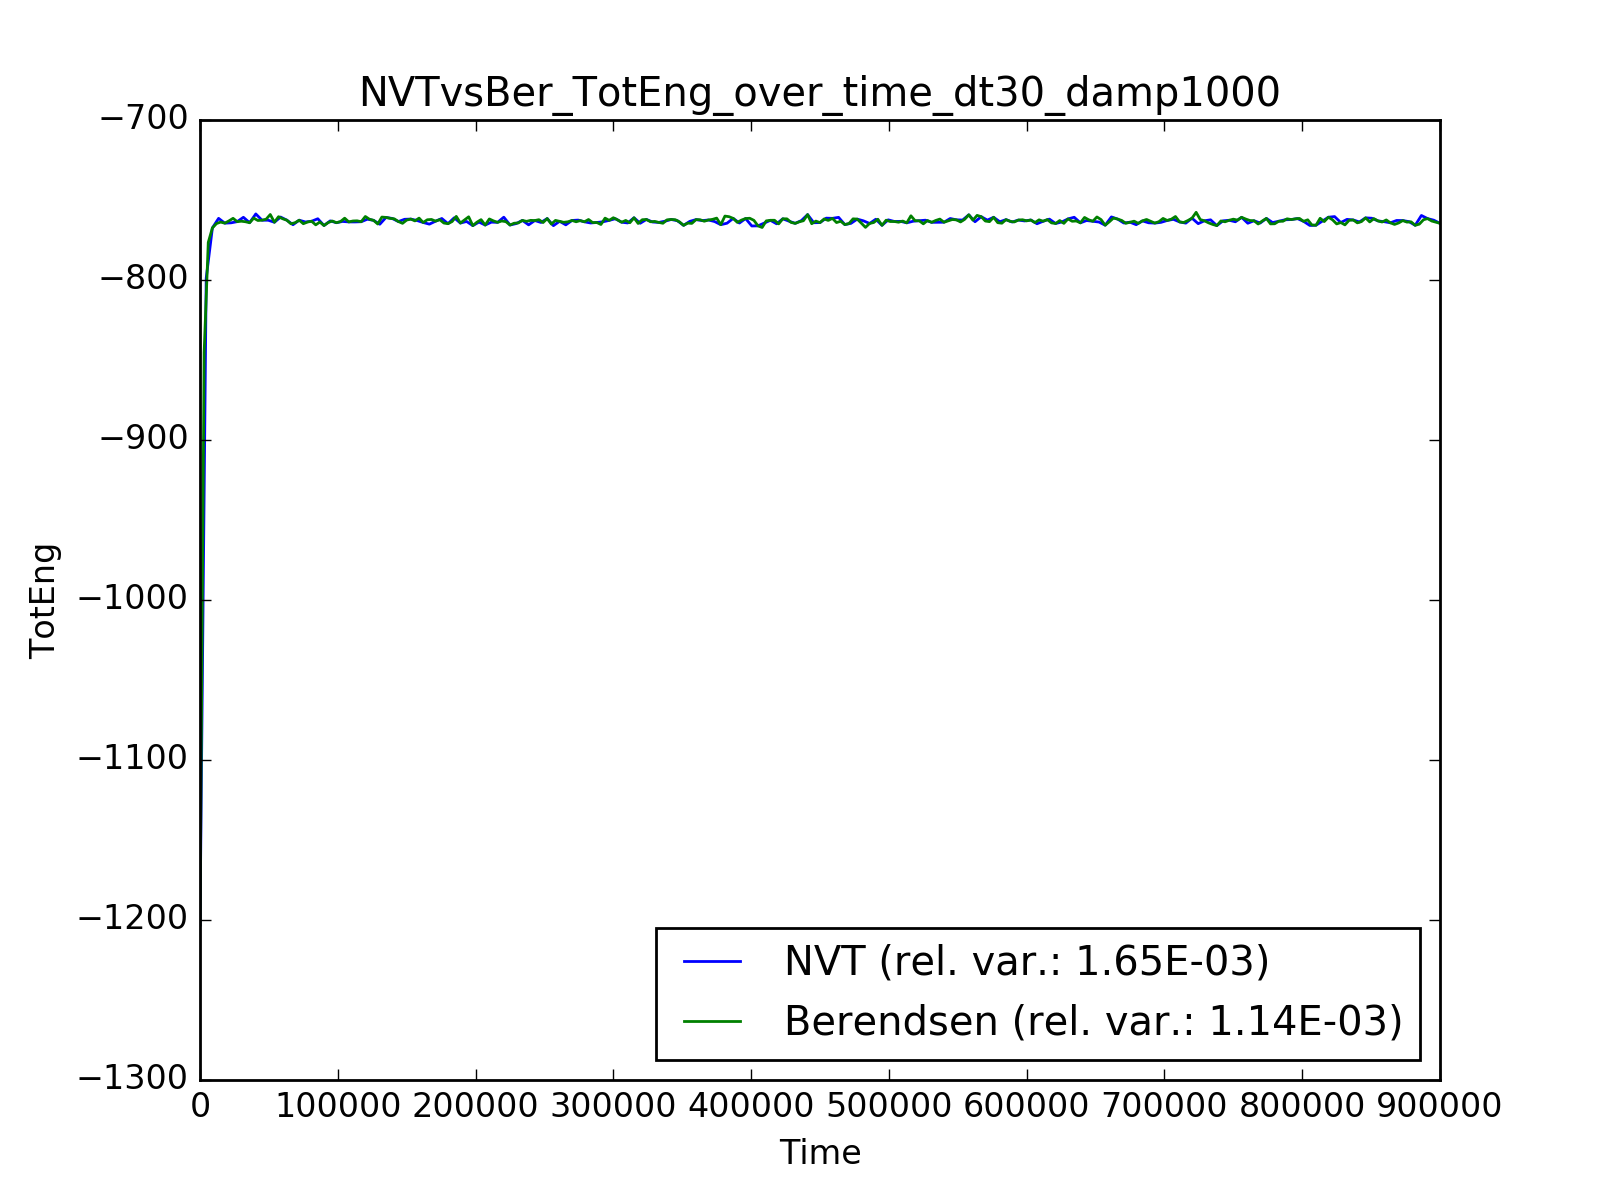 NVTvsBer_TotEng_over_time_dt30_damp1000
−700
−800
−900
−1000
−1100
−1200
−1300
TotEng
NVT (rel. var.: 1.65E-03)
Berendsen (rel. var.: 1.14E-03)
0 100000 200000 300000 400000 500000 600000 700000 800000 900000
Time